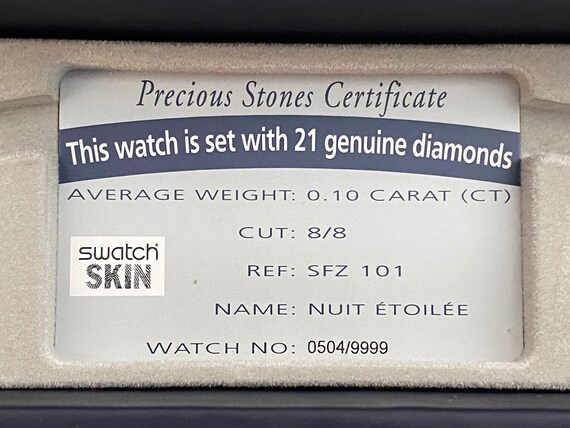 Precious Stones Certificate
This watch is set with 21 genuine diamonds
AVERAGE WEIGHT: 0.10 CARAT (CT)
CUT: 8/8
swatch
SKIN
REF: SFZ 101
NAME: NUIT ÉTOILÉE
WATCH NO: 0504/9999